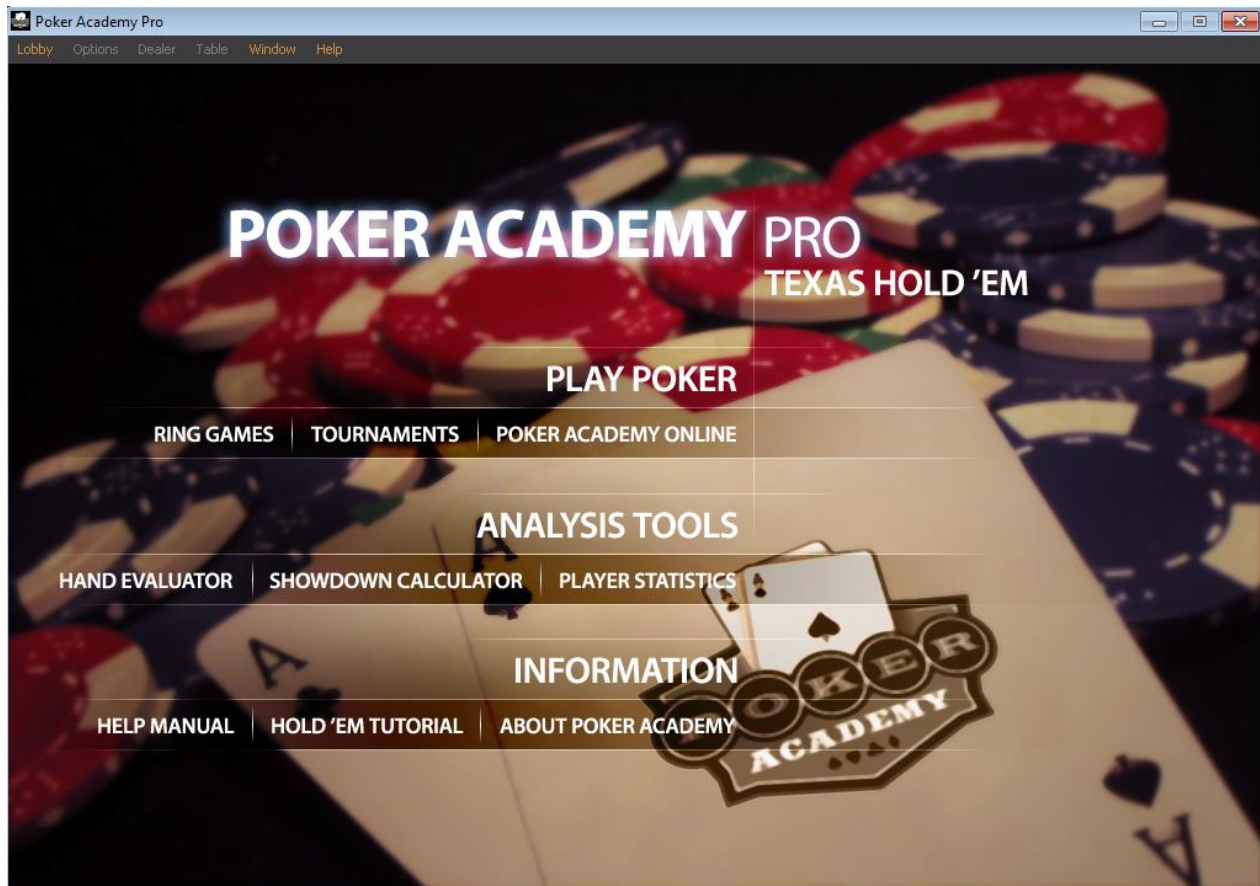 Poker Academy Pro
Lobby Options Dealer Table Window Help
POKER ACADEMY PRO
TEXAS HOLD 'EM
PLAY POKER
RING GAMES TOURNAMENTS POKER ACADEMY ONLINE
ANALYSIS TOOLS
HAND EVALUATOR SHOWDOWN CALCULATOR PLAYER STATISTICS
INFORMATION
HELP MANUAL HOLD 'EM TUTORIAL ABOUT POKER ACADEMY
POKER
ACADEMY
A
A
A